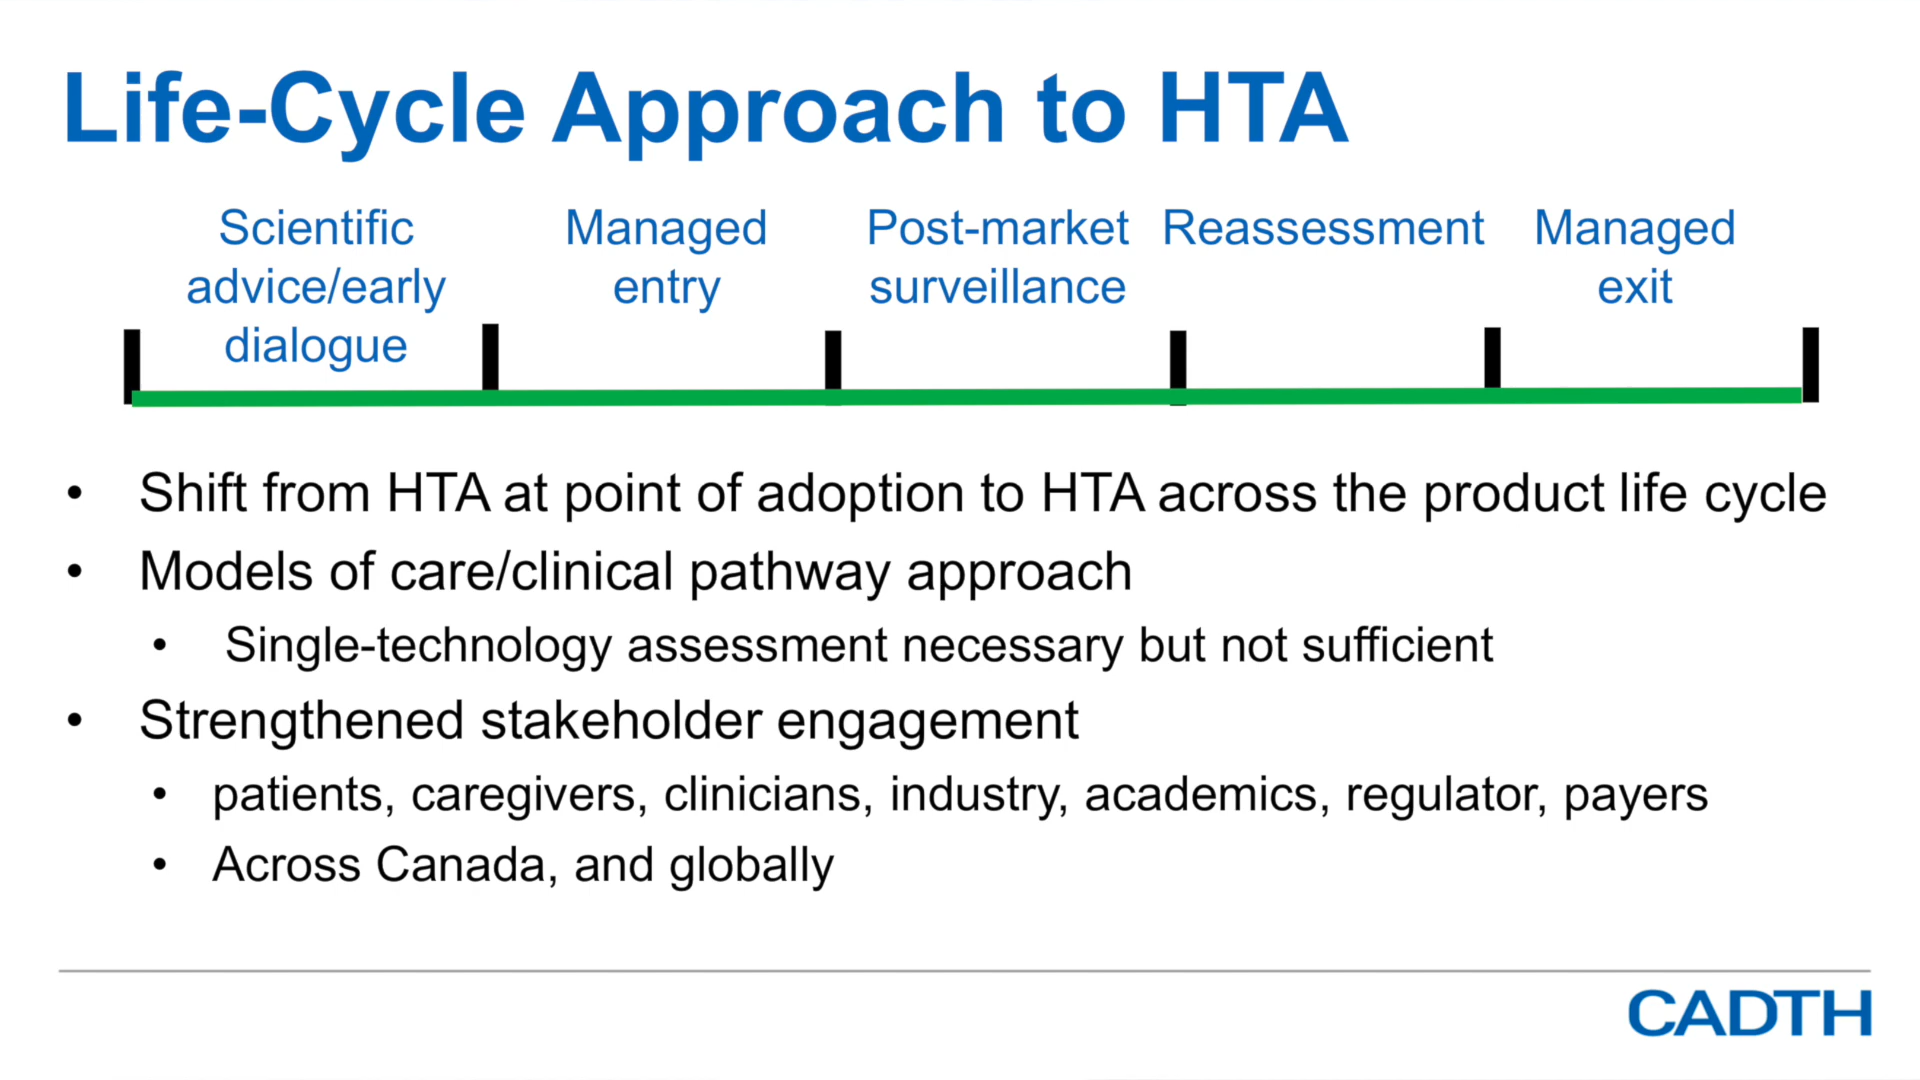 Life-Cycle Approach to HTA
Scientific
advice/early
dialogue
Managed
entry
Post-market
surveillance
Reassessment
Managed
exit
• Shift from HTA at point of adoption to HTA across the product life cycle
• Models of care/clinical pathway approach
• Single-technology assessment necessary but not sufficient
• Strengthened stakeholder engagement
• patients, caregivers, clinicians, industry, academics, regulator, payers
• Across Canada, and globally
CADTH